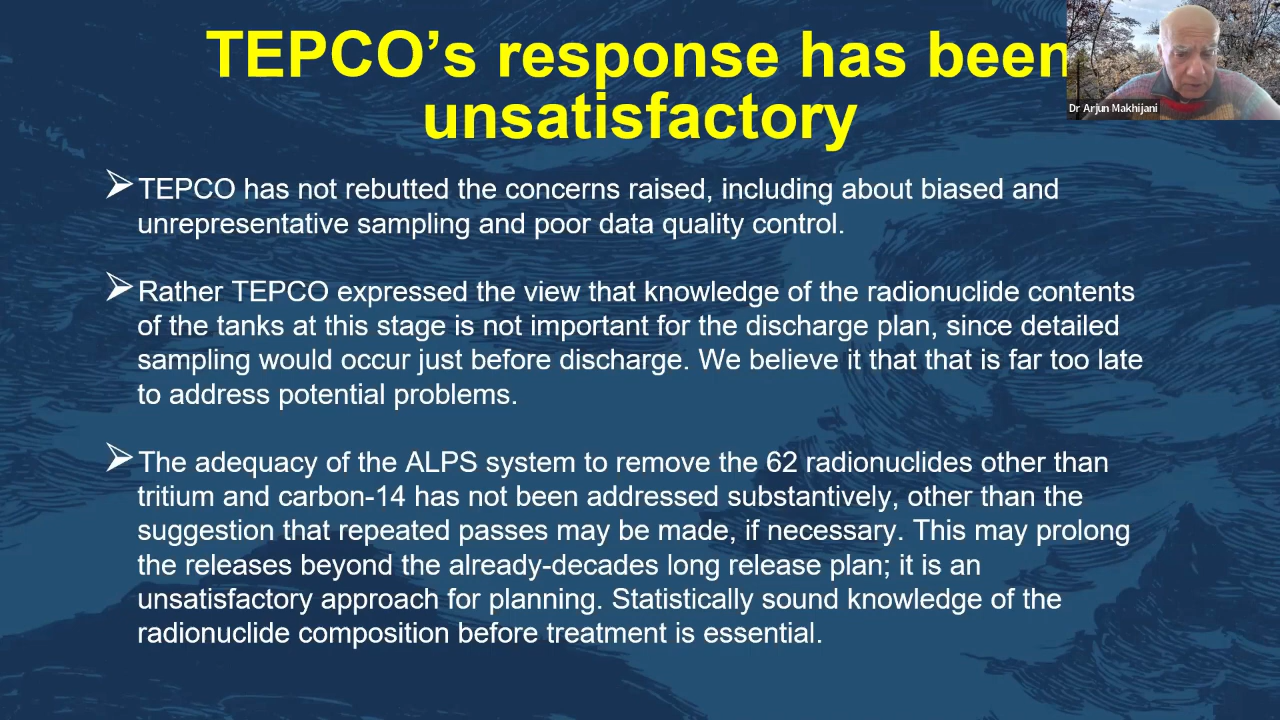 TEPCO's response has been
unsatisfactory
Dr Arjun Makhijani
TEPCO has not rebutted the concerns raised, including about biased and
unrepresentative sampling and poor data quality control.
Rather TEPCO expressed the view that knowledge of the radionuclide contents
of the tanks at this stage is not important for the discharge plan, since detailed
sampling would occur just before discharge. We believe it that that is far too late
to address potential problems.
The adequacy of the ALPS system to remove the 62 radionuclides other than
tritium and carbon-14 has not been addressed substantively, other than the
suggestion that repeated passes may be made, if necessary. This may prolong
the releases beyond the already-decades long release plan; it is an
unsatisfactory approach for planning. Statistically sound knowledge of the
radionuclide composition before treatment is essential.